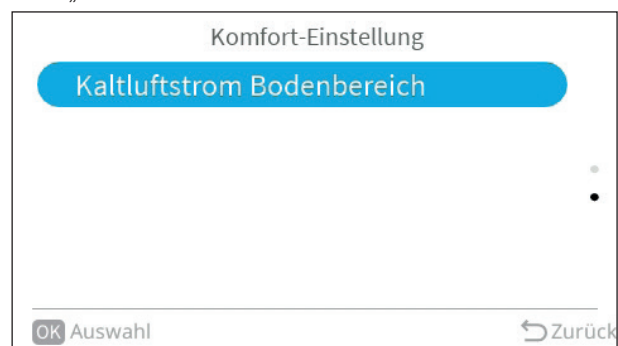 „
Komfort-Einstellung
Kaltluftstrom Bodenbereich
OK Auswahl
Zurück